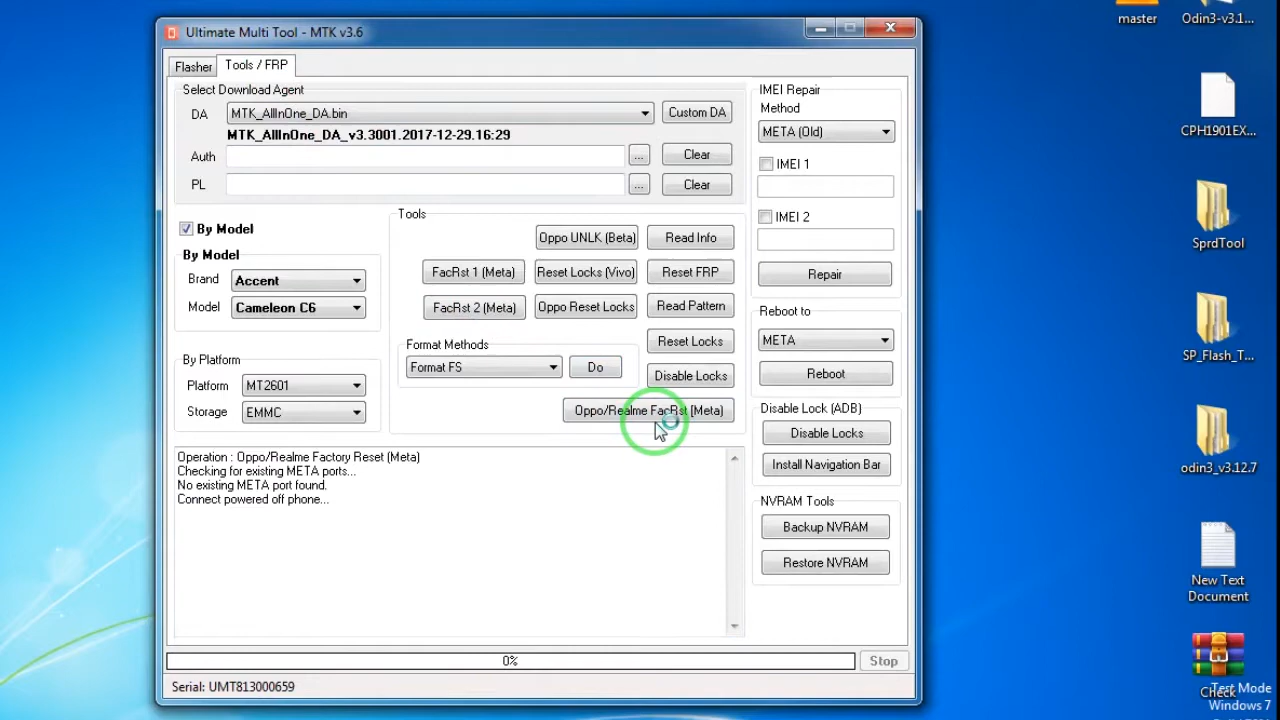 Ultimate Multi Tool - MTK v3.6
master
Odin3-v3.1...
Flasher
Tools / FRP
Select Download Agent
DA
MTK_AllInOne_DA.bin
Custom DA
MTK_AllInOne_DA_v3.3001.2017-12-29.16:29
Auth
...
Clear
PL
...
Clear
By Model
By Model
Brand
Accent
Model
Cameleon C6
By Platform
Platform
MT2601
Storage
EMMC
Tools
Oppo UNLK (Beta)
Read Info
FacRst 1 (Meta)
Reset Locks (Vivo)
Reset FRP
FacRst 2 (Meta)
Oppo Reset Locks
Read Pattern
Format Methods
Format FS
Do
Reset Locks
Disable Locks
Oppo/Realme FacRst (Meta)
IMEI Repair
Method
META (Old)
IMEI 1
IMEI 2
Repair
Reboot to
META
Reboot
Disable Lock (ADB)
Disable Locks
Install Navigation Bar
NVRAM Tools
Backup NVRAM
Restore NVRAM
Operation : Oppo/Realme Factory Reset (Meta)
Checking for existing META ports...
No existing META port found.
Connect powered off phone...
0%
Stop
Serial: UMT813000659
CPH1901EX...
SprdTool
SP_Flash_T...
odin3_v3.12.7
New Text
Document
Check
Test Mode
Windows 7